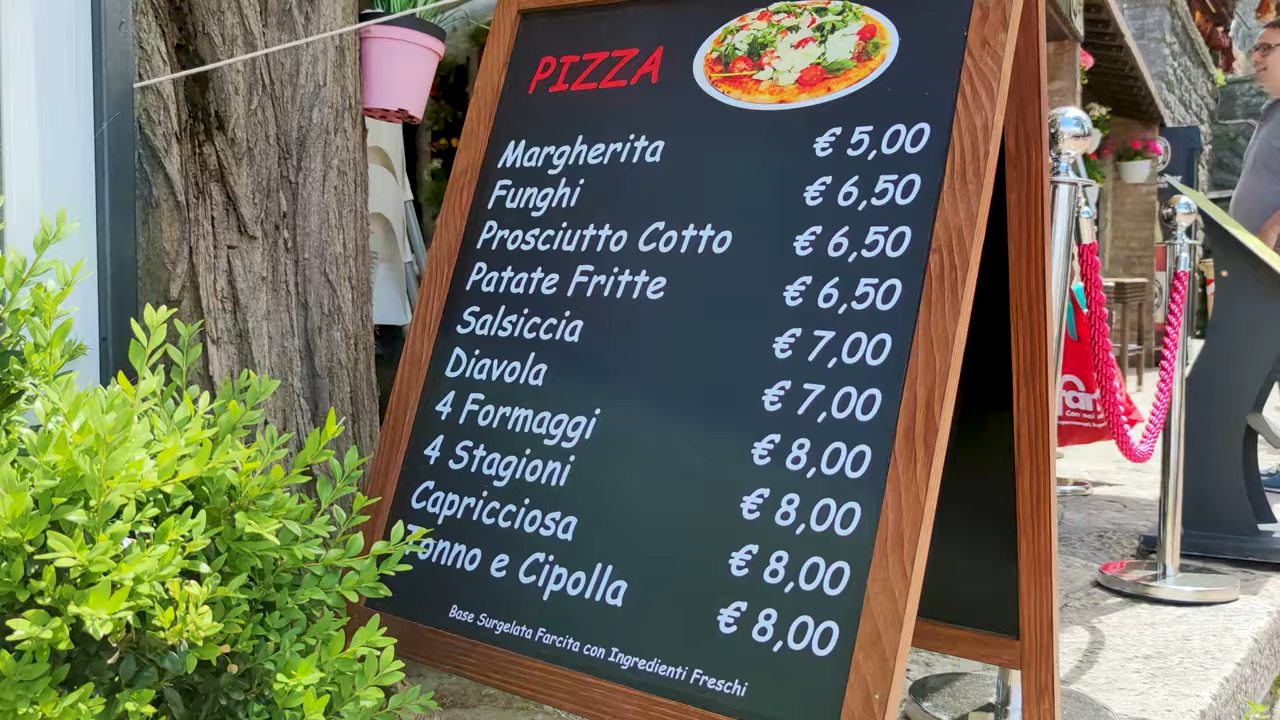 PIZZA
Margherita € 5,00
Funghi € 6,50
Prosciutto Cotto € 6,50
Patate Fritte € 6,50
Salsiccia € 7,00
Diavola € 7,00
4 Formaggi € 8,00
4 Stagioni € 8,00
Capricciosa € 8,00
Tonno e Cipolla € 8,00
Base Surgelata Farcita con Ingredienti Freschi
Con noi